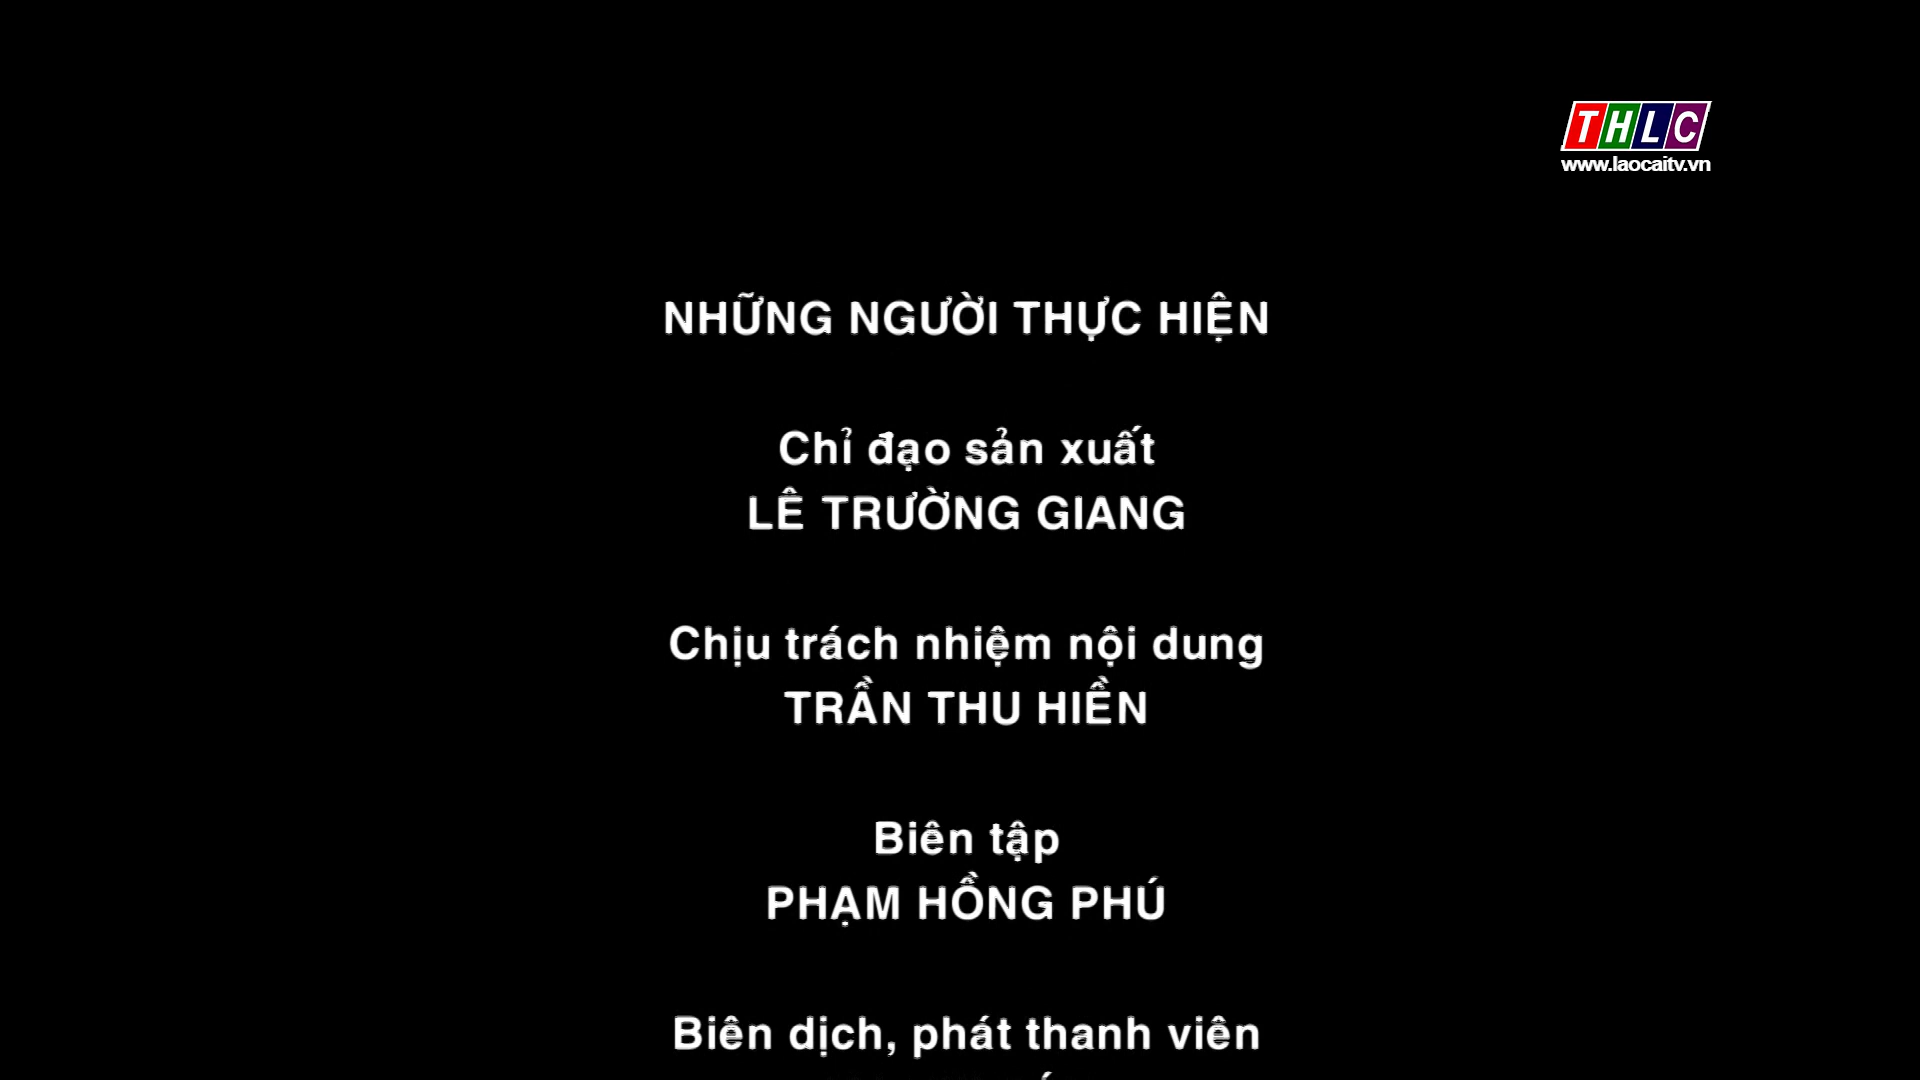 THLC
www.laocaitv.vn
NHỮNG NGƯỜI THỰC HIỆN
Chỉ đạo sản xuất
LÊ TRƯỜNG GIANG
Chịu trách nhiệm nội dung
TRẦN THU HIỀN
Biên tập
PHẠM HỒNG PHÚ
Biên dịch, phát thanh viên